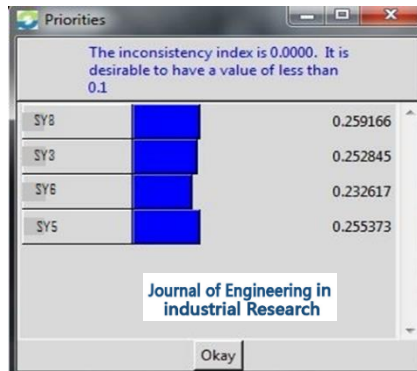 Priorities
The inconsistency index is 0.0000. It is
desirable to have a value of less than
0.1
SY8 0.259166
SY3 0.252845
SY6 0.232617
SY5 0.255373
Journal of Engineering in
industrial Research
Okay